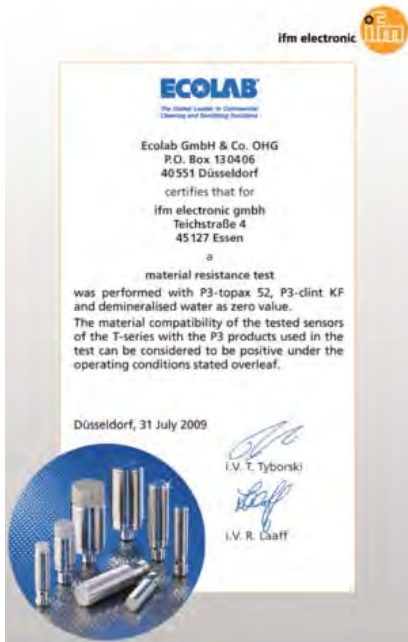 ifm electronic
ifm
ECOLAB®
The Global Leader in Commercial
Cleaning and Sanitizing Solutions
Ecolab GmbH & Co. OHG
P.O. Box 130406
40551 Düsseldorf
certifies that for
ifm electronic gmbh
Teichstraße 4
45127 Essen
a
material resistance test
was performed with P3-topax 52, P3-clint KF
and demineralised water as zero value.
The material compatibility of the tested sensors
of the T-series with the P3 products used in the
test can be considered to be positive under the
operating conditions stated overleaf.
Düsseldorf, 31 July 2009
i.V. T. Tyborski
i.V. R. Laaff